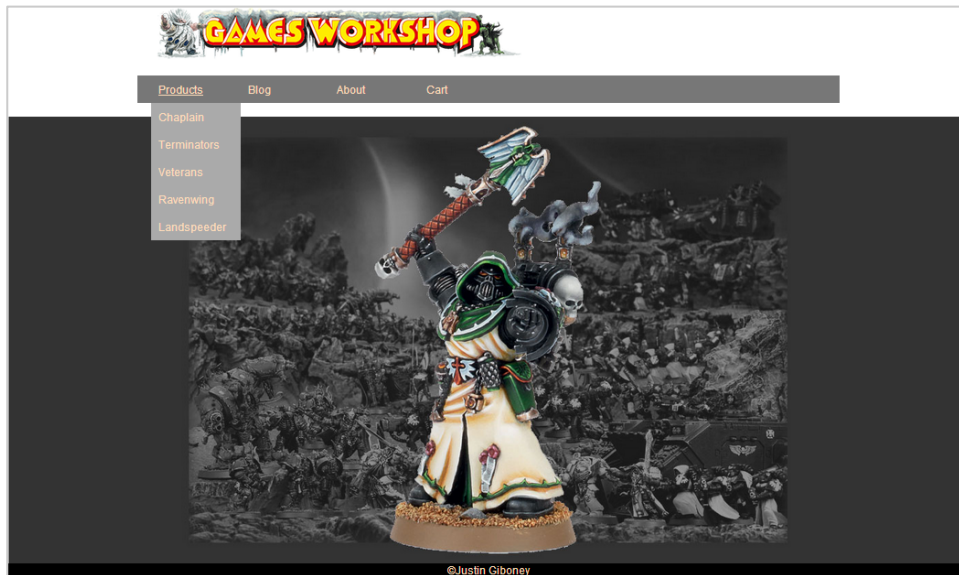 GAMES WORKSHOP
Products Blog About Cart
Chaplain
Terminators
Veterans
Ravenwing
Landspeeder
©Justin Giboney